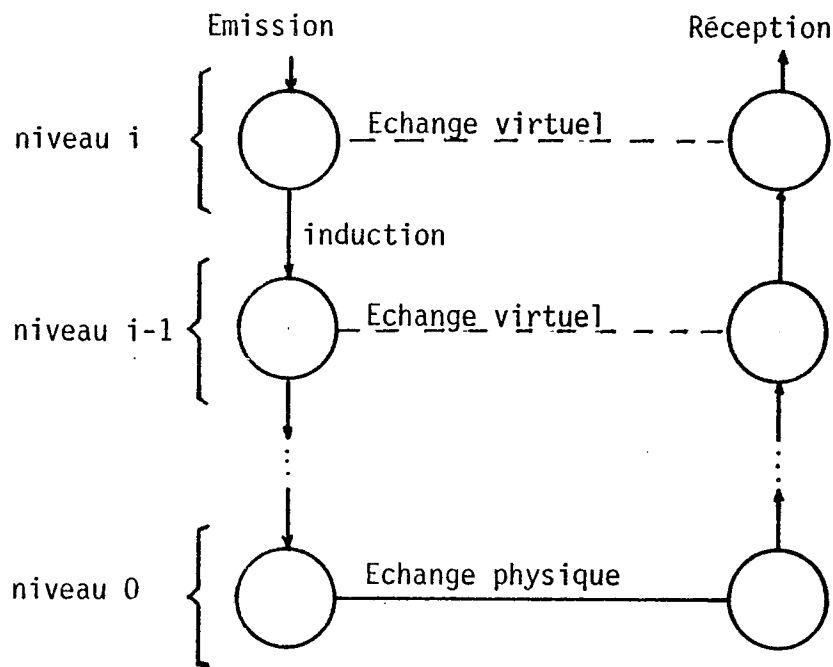 Emission Réception
niveau i Echange virtuel
induction
niveau i-1 Echange virtuel
niveau 0 Echange physique